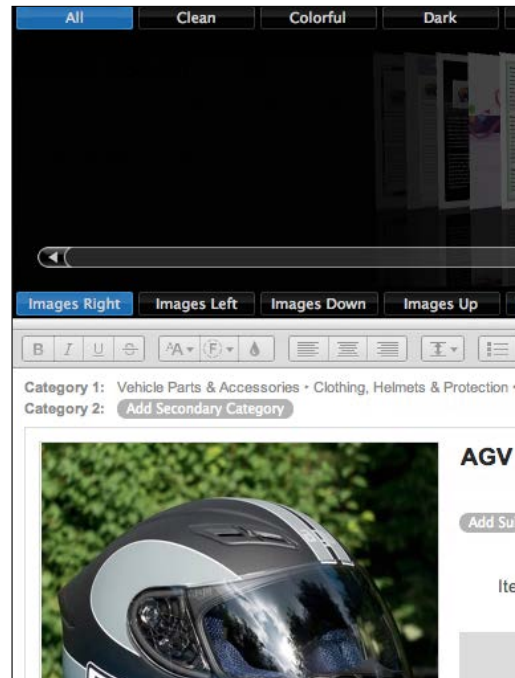 All Clean Colorful Dark
Images Right Images Left Images Down Images Up
B I U S AA F
Category 1: Vehicle Parts & Accessories • Clothing, Helmets & Protection •
Category 2: Add Secondary Category
AGV
Add Su
Ite